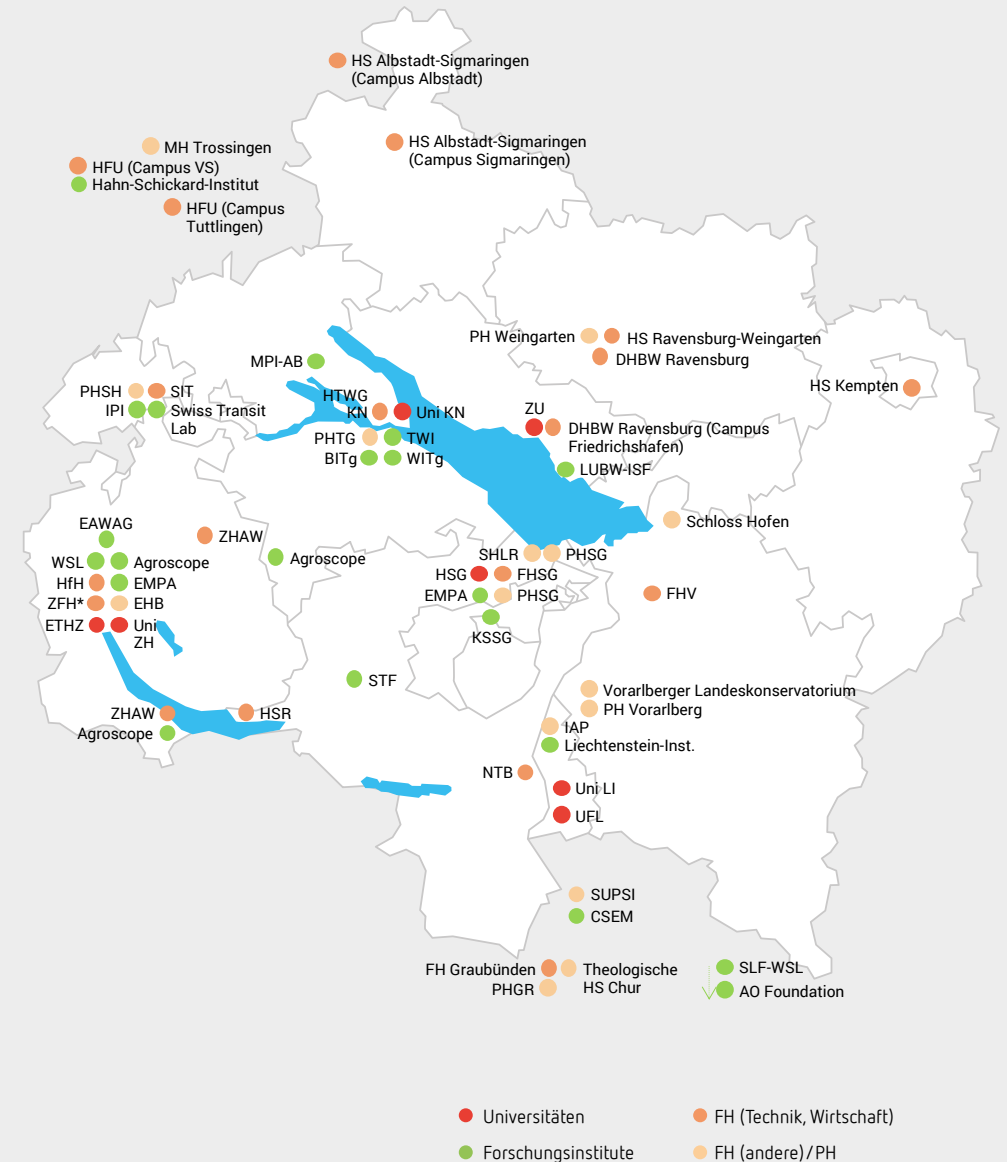 HS Albstadt-Sigmaringen
(Campus Albstadt)
HS Albstadt-Sigmaringen
(Campus Sigmaringen)
MH Trossingen
HFU (Campus VS)
Hahn-Schickard-Institut
HFU (Campus
Tuttlingen)
PH Weingarten
HS Ravensburg-Weingarten
DHBW Ravensburg
MPI-AB
HS Kempten
PHSH
SIT
IPI
Swiss Transit
Lab
HTWG
KN
Uni KN
ZU
DHBW Ravensburg (Campus
Friedrichshafen)
PHTG
TWI
BITg
WITg
LUBW-ISF
Schloss Hofen
EAWAG
ZHAW
Agroscope
WSL
Agroscope
HfH
EMPA
ZFH*
EHB
ETHZ
Uni
ZH
SHLR
PHSG
HSG
FHSG
EMPA
PHSG
KSSG
FHV
STF
Vorarlberger Landeskonservatorium
PH Vorarlberg
ZHAW
HSR
Agroscope
IAP
Liechtenstein-Inst.
NTB
Uni LI
UFL
SUPSI
CSEM
FH Graubünden
Theologische
HS Chur
PHGR
SLF-WSL
AO Foundation
Universitäten
FH (Technik, Wirtschaft)
Forschungsinstitute
FH (andere) / PH